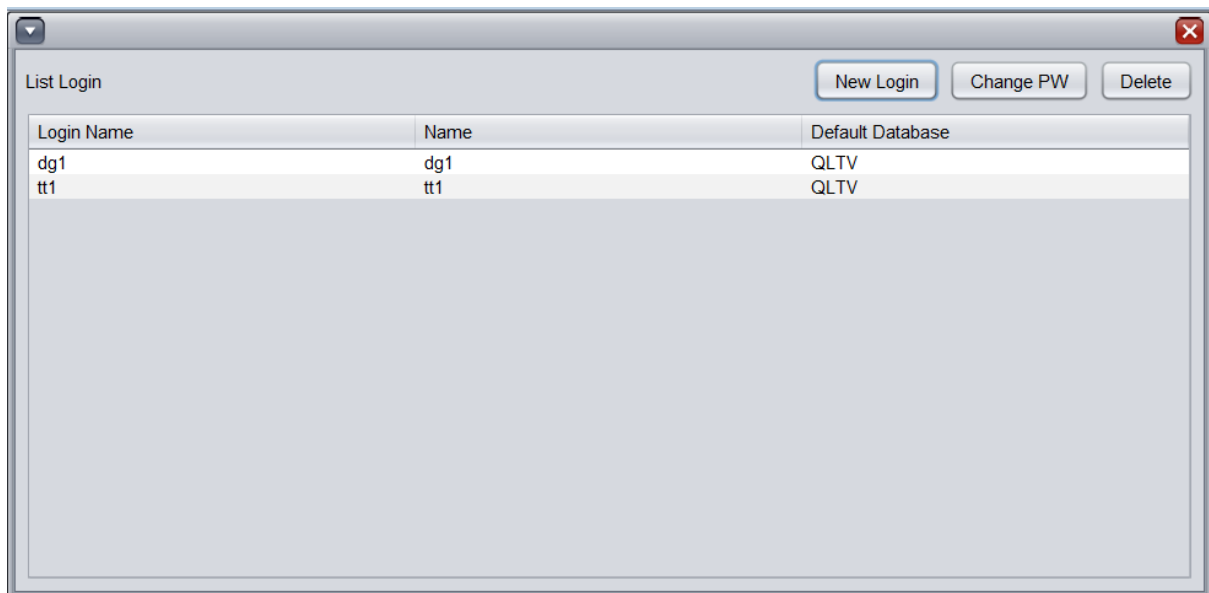 List Login New Login Change PW Delete
Login Name Name Default Database
dg1 dg1 QLTV
tt1 tt1 QLTV